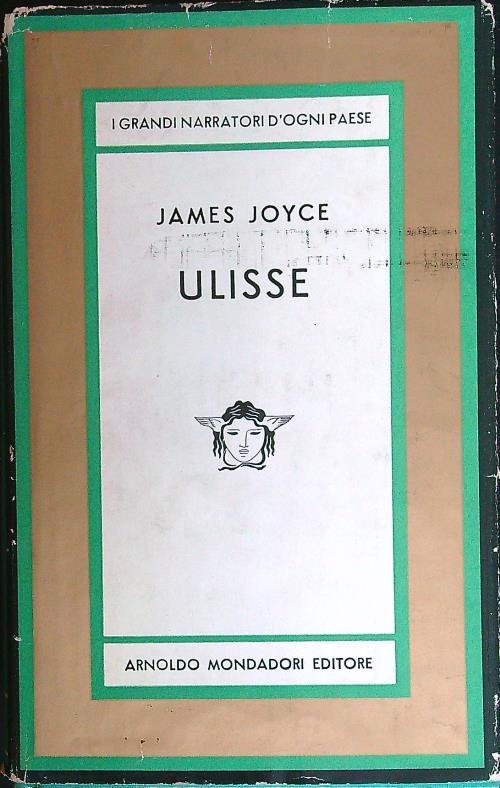 I GRANDI NARRATORI D'OGNI PAESE
JAMES JOYCE
ULISSE
ARNOLDO MONDADORI EDITORE